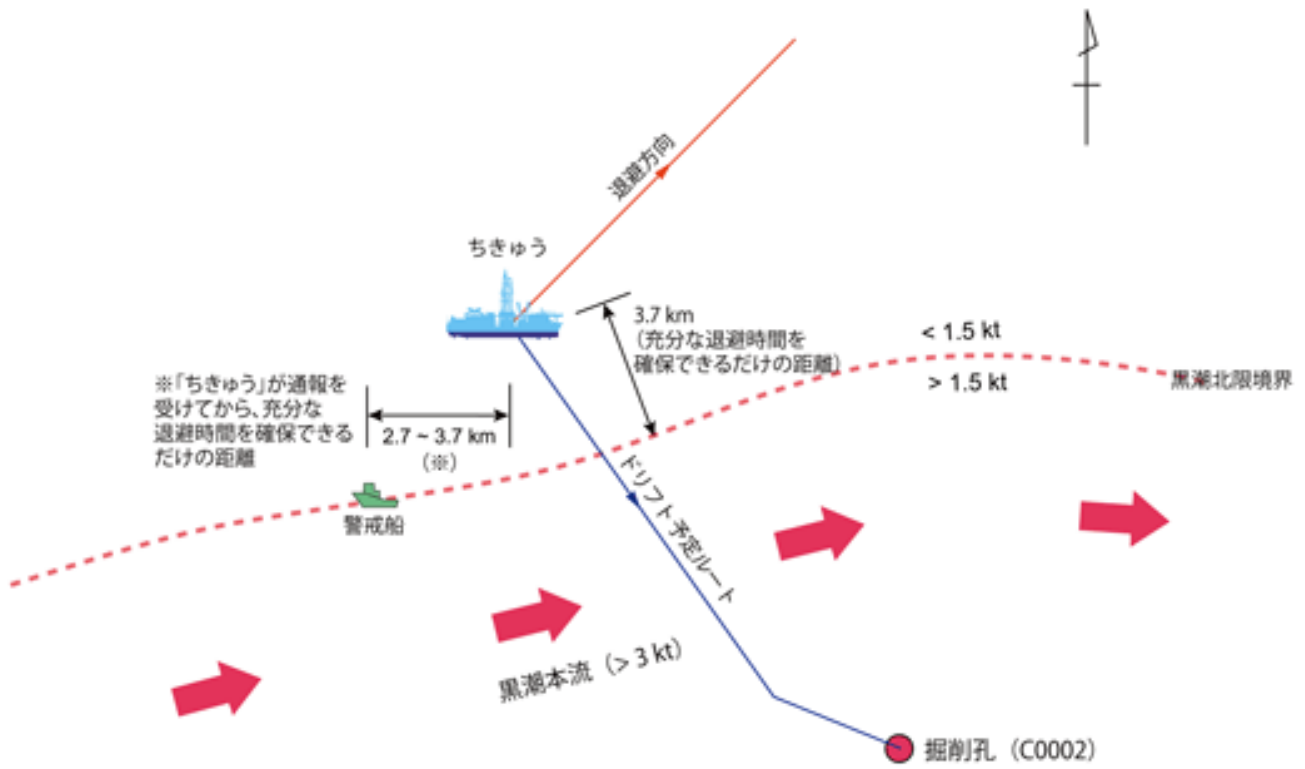 退避方向
ちきゅう
3.7 km
（充分な退避時間を
確保できるだけの距離）
< 1.5 kt
> 1.5 kt
黒潮北限境界
※「ちきゅう」が通報を
受けてから、充分な
退避時間を確保できる
だけの距離
2.7 ~ 3.7 km
（※）
警戒船
ドリフト予定ルート
黒潮本流（> 3 kt）
掘削孔（C0002）